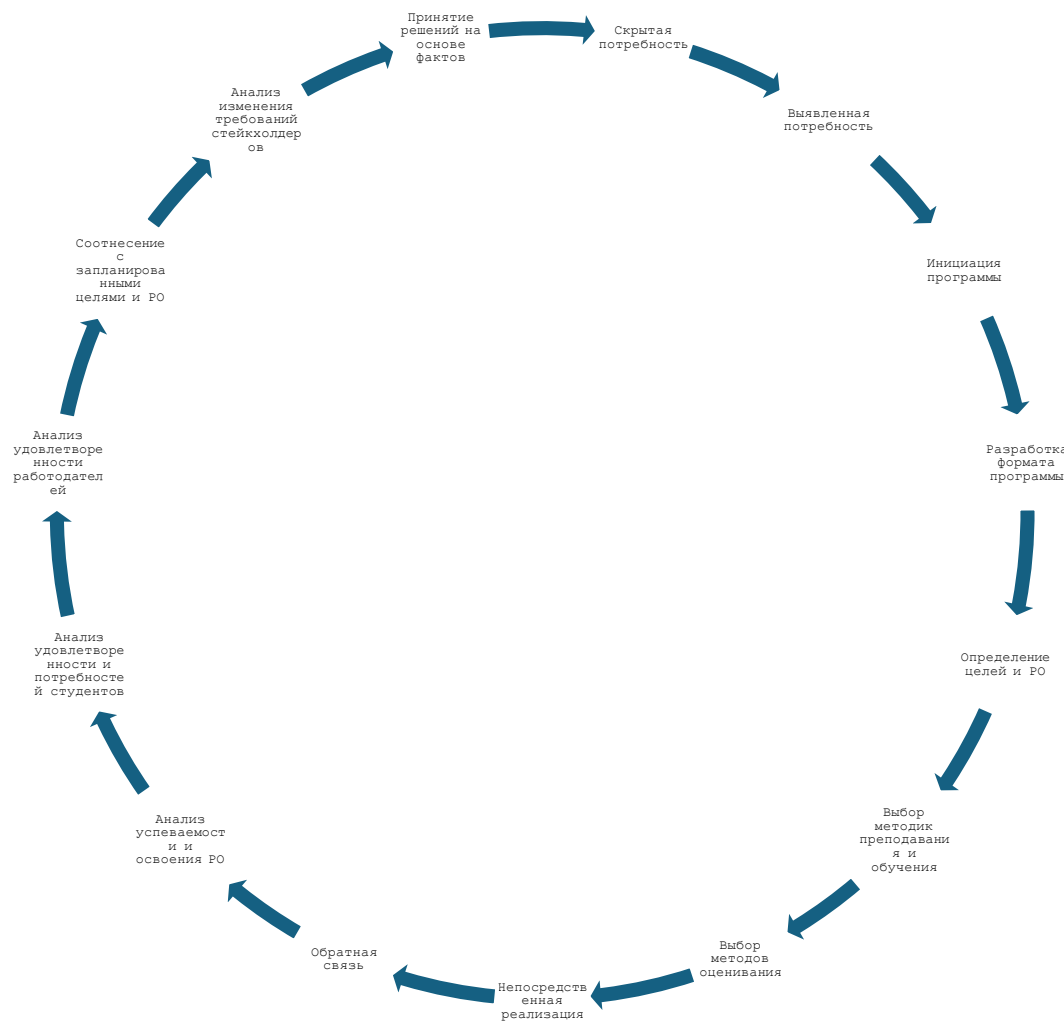 Принятие
решений на
основе
фактов
Скрытая
потребность
Выявленная
потребность
Инициация
программы
Разработка
формата
программы
Определение
целей и РО
Выбор
методик
преподавани
я и
обучения
Выбор
методов
оценивания
Непосредств
енная
реализация
Обратная
связь
Анализ
успеваемост
и и
освоения РО
Анализ
удовлетворе
нности и
потребносте
й студентов
Анализ
удовлетворе
нности
работодател
ей
Соотнесение
с
запланирова
нными
целями и РО
Анализ
изменения
требований
стейкхолдер
ов